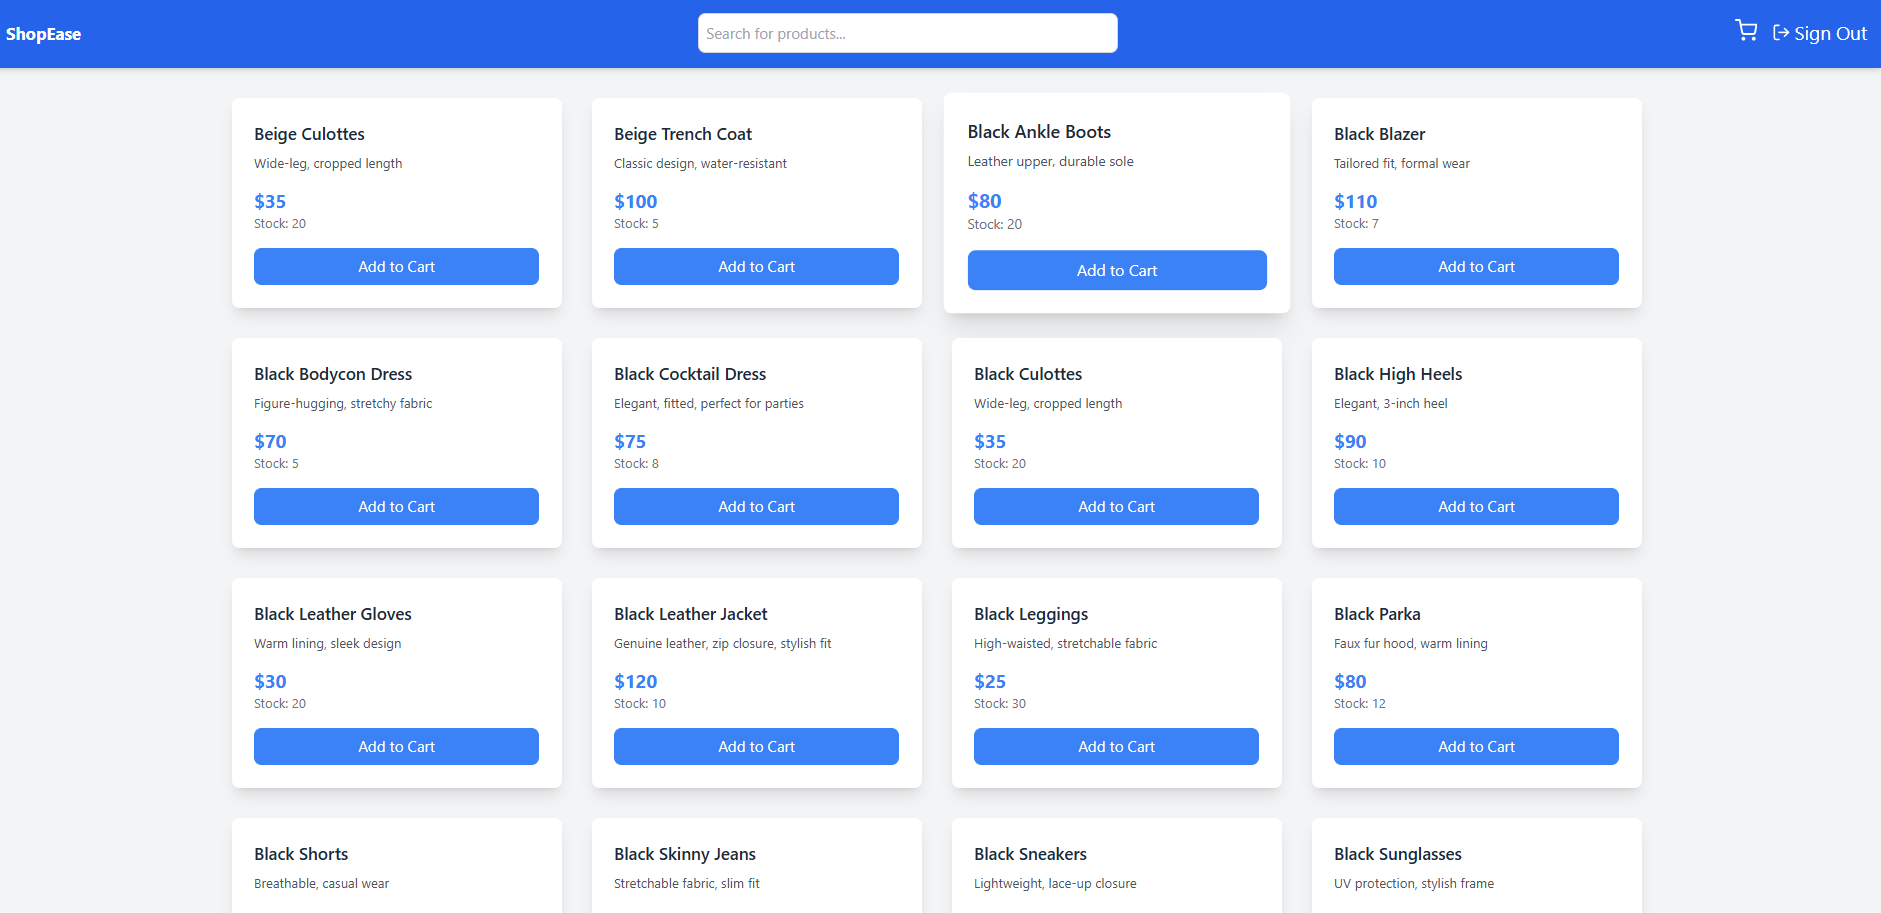 ShopEase
Search for products...
Sign Out
Beige Culottes
Wide-leg, cropped length
$35
Stock: 20
Add to Cart
Beige Trench Coat
Classic design, water-resistant
$100
Stock: 5
Add to Cart
Black Ankle Boots
Leather upper, durable sole
$80
Stock: 20
Add to Cart
Black Blazer
Tailored fit, formal wear
$110
Stock: 7
Add to Cart
Black Bodycon Dress
Figure-hugging, stretchy fabric
$70
Stock: 5
Add to Cart
Black Cocktail Dress
Elegant, fitted, perfect for parties
$75
Stock: 8
Add to Cart
Black Culottes
Wide-leg, cropped length
$35
Stock: 20
Add to Cart
Black High Heels
Elegant, 3-inch heel
$90
Stock: 10
Add to Cart
Black Leather Gloves
Warm lining, sleek design
$30
Stock: 20
Add to Cart
Black Leather Jacket
Genuine leather, zip closure, stylish fit
$120
Stock: 10
Add to Cart
Black Leggings
High-waisted, stretchable fabric
$25
Stock: 30
Add to Cart
Black Parka
Faux fur hood, warm lining
$80
Stock: 12
Add to Cart
Black Shorts
Breathable, casual wear
Black Skinny Jeans
Stretchable fabric, slim fit
Black Sneakers
Lightweight, lace-up closure
Black Sunglasses
UV protection, stylish frame